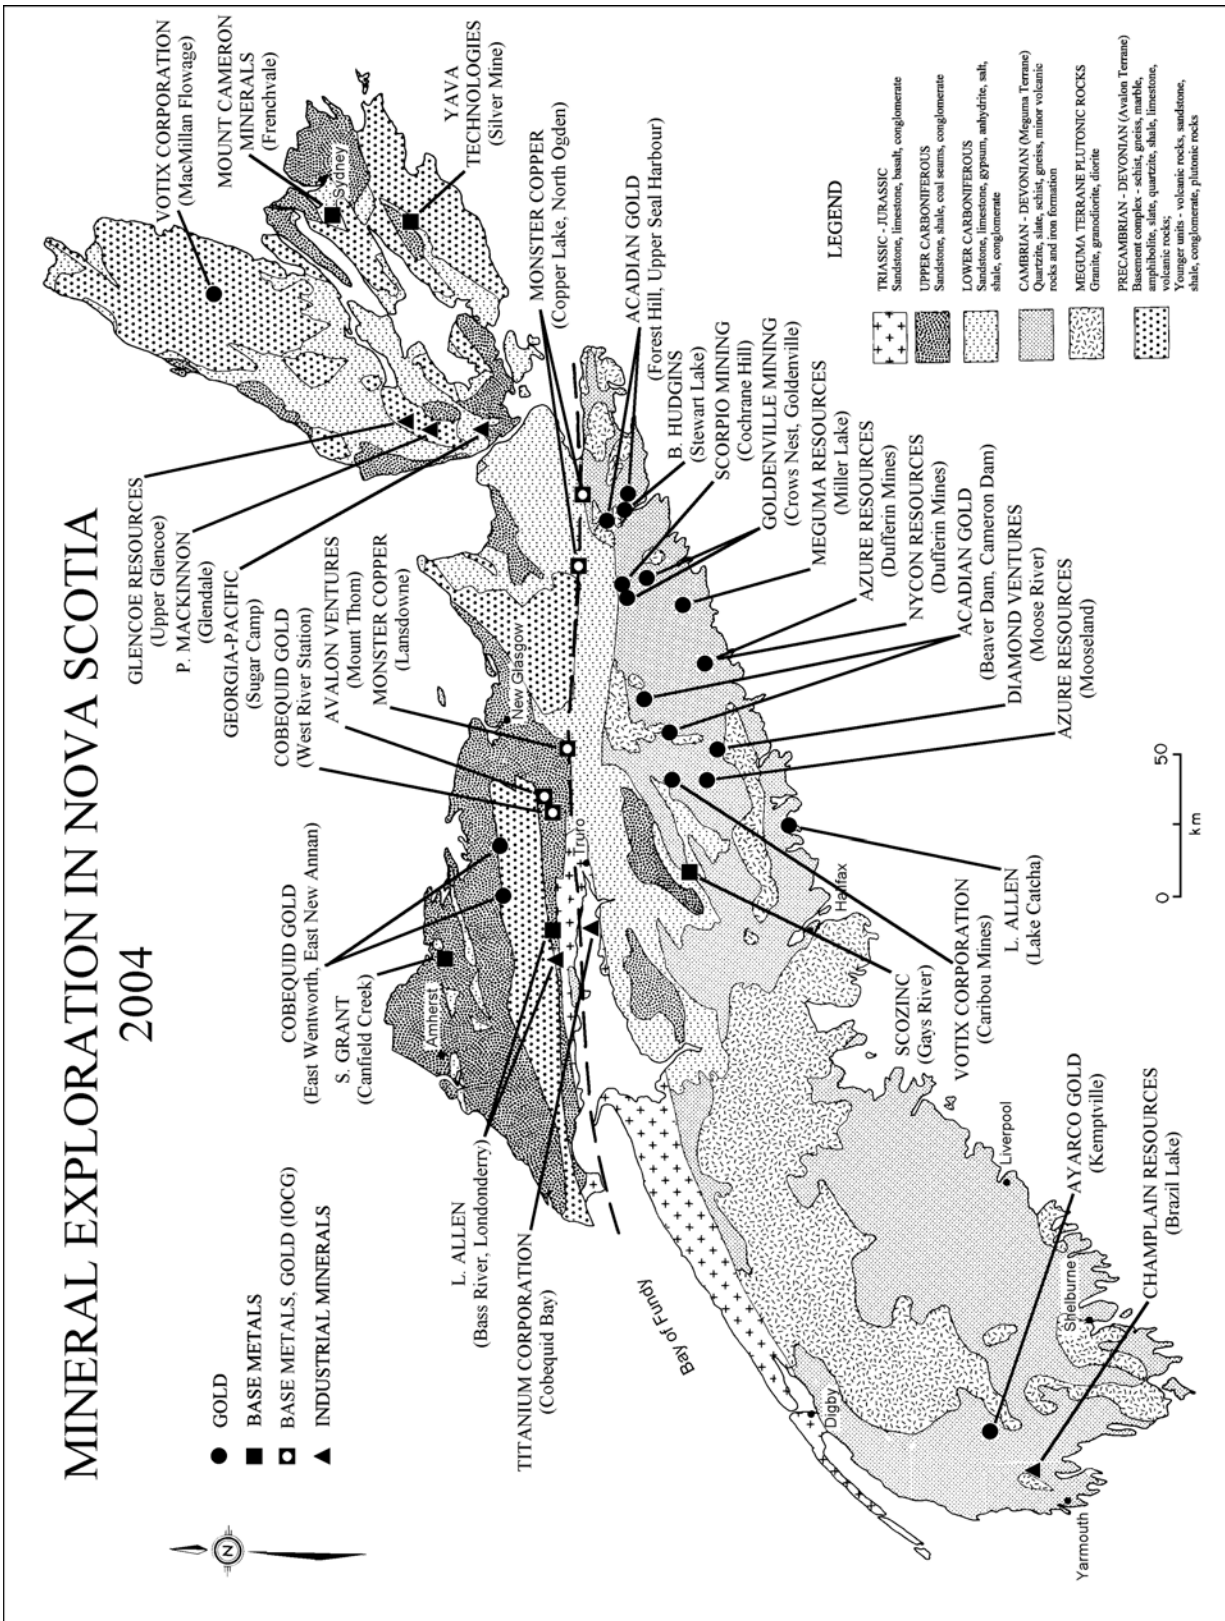 MINERAL EXPLORATION IN NOVA SCOTIA
2004
N
GOLD
BASE METALS
BASE METALS, GOLD (IOCG)
INDUSTRIAL MINERALS
COBEQUID GOLD
(East Wentworth, East New Annan)
S. GRANT
(Canfield Creek)
L. ALLEN
(Bass River, Londonderry)
TITANIUM CORPORATION
(Cobequid Bay)
GLENCOE RESOURCES
(Upper Glencoe)
P. MACKINNON
(Glendale)
GEORGIA-PACIFIC
(Sugar Camp)
COBEQUID GOLD
(West River Station)
AVALON VENTURES
(Mount Thom)
MONSTER COPPER
(Lansdowne)
VOTIX CORPORATION
(MacMillan Flowage)
MOUNT CAMERON
MINERALS
(Frenchvale)
YAVA
TECHNOLOGIES
(Silver Mine)
MONSTER COPPER
(Copper Lake, North Ogden)
ACADIAN GOLD
(Forest Hill, Upper Seal Harbour)
B. HUDGINS
(Stewart Lake)
SCORPIO MINING
(Cochrane Hill)
GOLDENVILLE MINING
(Crows Nest, Goldenville)
MEGUMA RESOURCES
(Miller Lake)
AZURE RESOURCES
(Dufferin Mines)
NYCON RESOURCES
(Dufferin Mines)
ACADIAN GOLD
(Beaver Dam, Cameron Dam)
DIAMOND VENTURES
(Moose River)
AZURE RESOURCES
(Mooseland)
L. ALLEN
(Lake Catcha)
VOTIX CORPORATION
(Caribou Mines)
SCOZINC
(Gays River)
AYARCO GOLD
(Kemptville)
CHAMPLAIN RESOURCES
(Brazil Lake)
Amherst
Truro
New Glasgow
Sydney
Halifax
Liverpool
Shelburne
Yarmouth
Digby
Bay of Fundy
0
50
km
LEGEND
TRIASSIC - JURASSIC
Sandstone, limestone, basalt, conglomerate
UPPER CARBONIFEROUS
Sandstone, shale, coal seams, conglomerate
LOWER CARBONIFEROUS
Sandstone, limestone, gypsum, anhydrite, salt,
shale, conglomerate
CAMBRIAN - DEVONIAN (Meguma Terrane)
Quartzite, slate, schist, gneiss, minor volcanic
rocks and iron formation
MEGUMA TERRANE PLUTONIC ROCKS
Granite, granodiorite, diorite
PRECAMBRIAN - DEVONIAN (Avalon Terrane)
Basement complex - schist, gneiss, marble,
amphibolite, slate, quartzite, shale, limestone,
volcanic rocks;
Younger units - volcanic rocks, sandstone,
shale, conglomerate, plutonic rocks